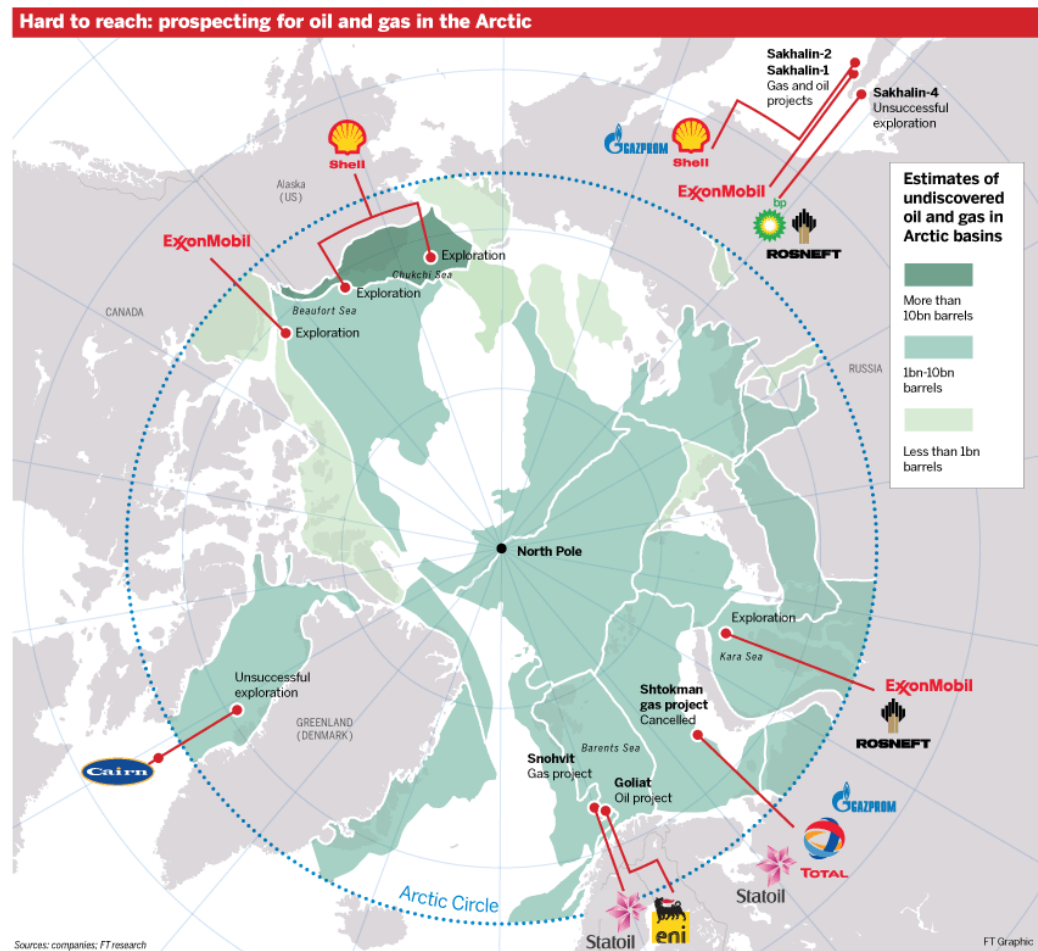 Hard to reach: prospecting for oil and gas in the Arctic
Sakhalin-2
Sakhalin-1
Gas and oil
projects
Sakhalin-4
Unsuccessful
exploration
GAZPROM
Shell
ExxonMobil
bp
ROSNEFT
Shell
Alaska
(US)
ExxonMobil
Exploration
Chukchi Sea
Exploration
Beaufort Sea
Exploration
CANADA
RUSSIA
Estimates of
undiscovered
oil and gas in
Arctic basins
More than
10bn barrels
1bn-10bn
barrels
Less than 1bn
barrels
North Pole
Exploration
Kara Sea
ExxonMobil
ROSNEFT
Unsuccessful
exploration
GREENLAND
(DENMARK)
Cairn
Shtokman
gas project
Cancelled
Barents Sea
Snohvit
Gas project
Goliat
Oil project
GAZPROM
TOTAL
Statoil
Statoil
eni
Arctic Circle
Sources: companies; FT research
FT Graphic